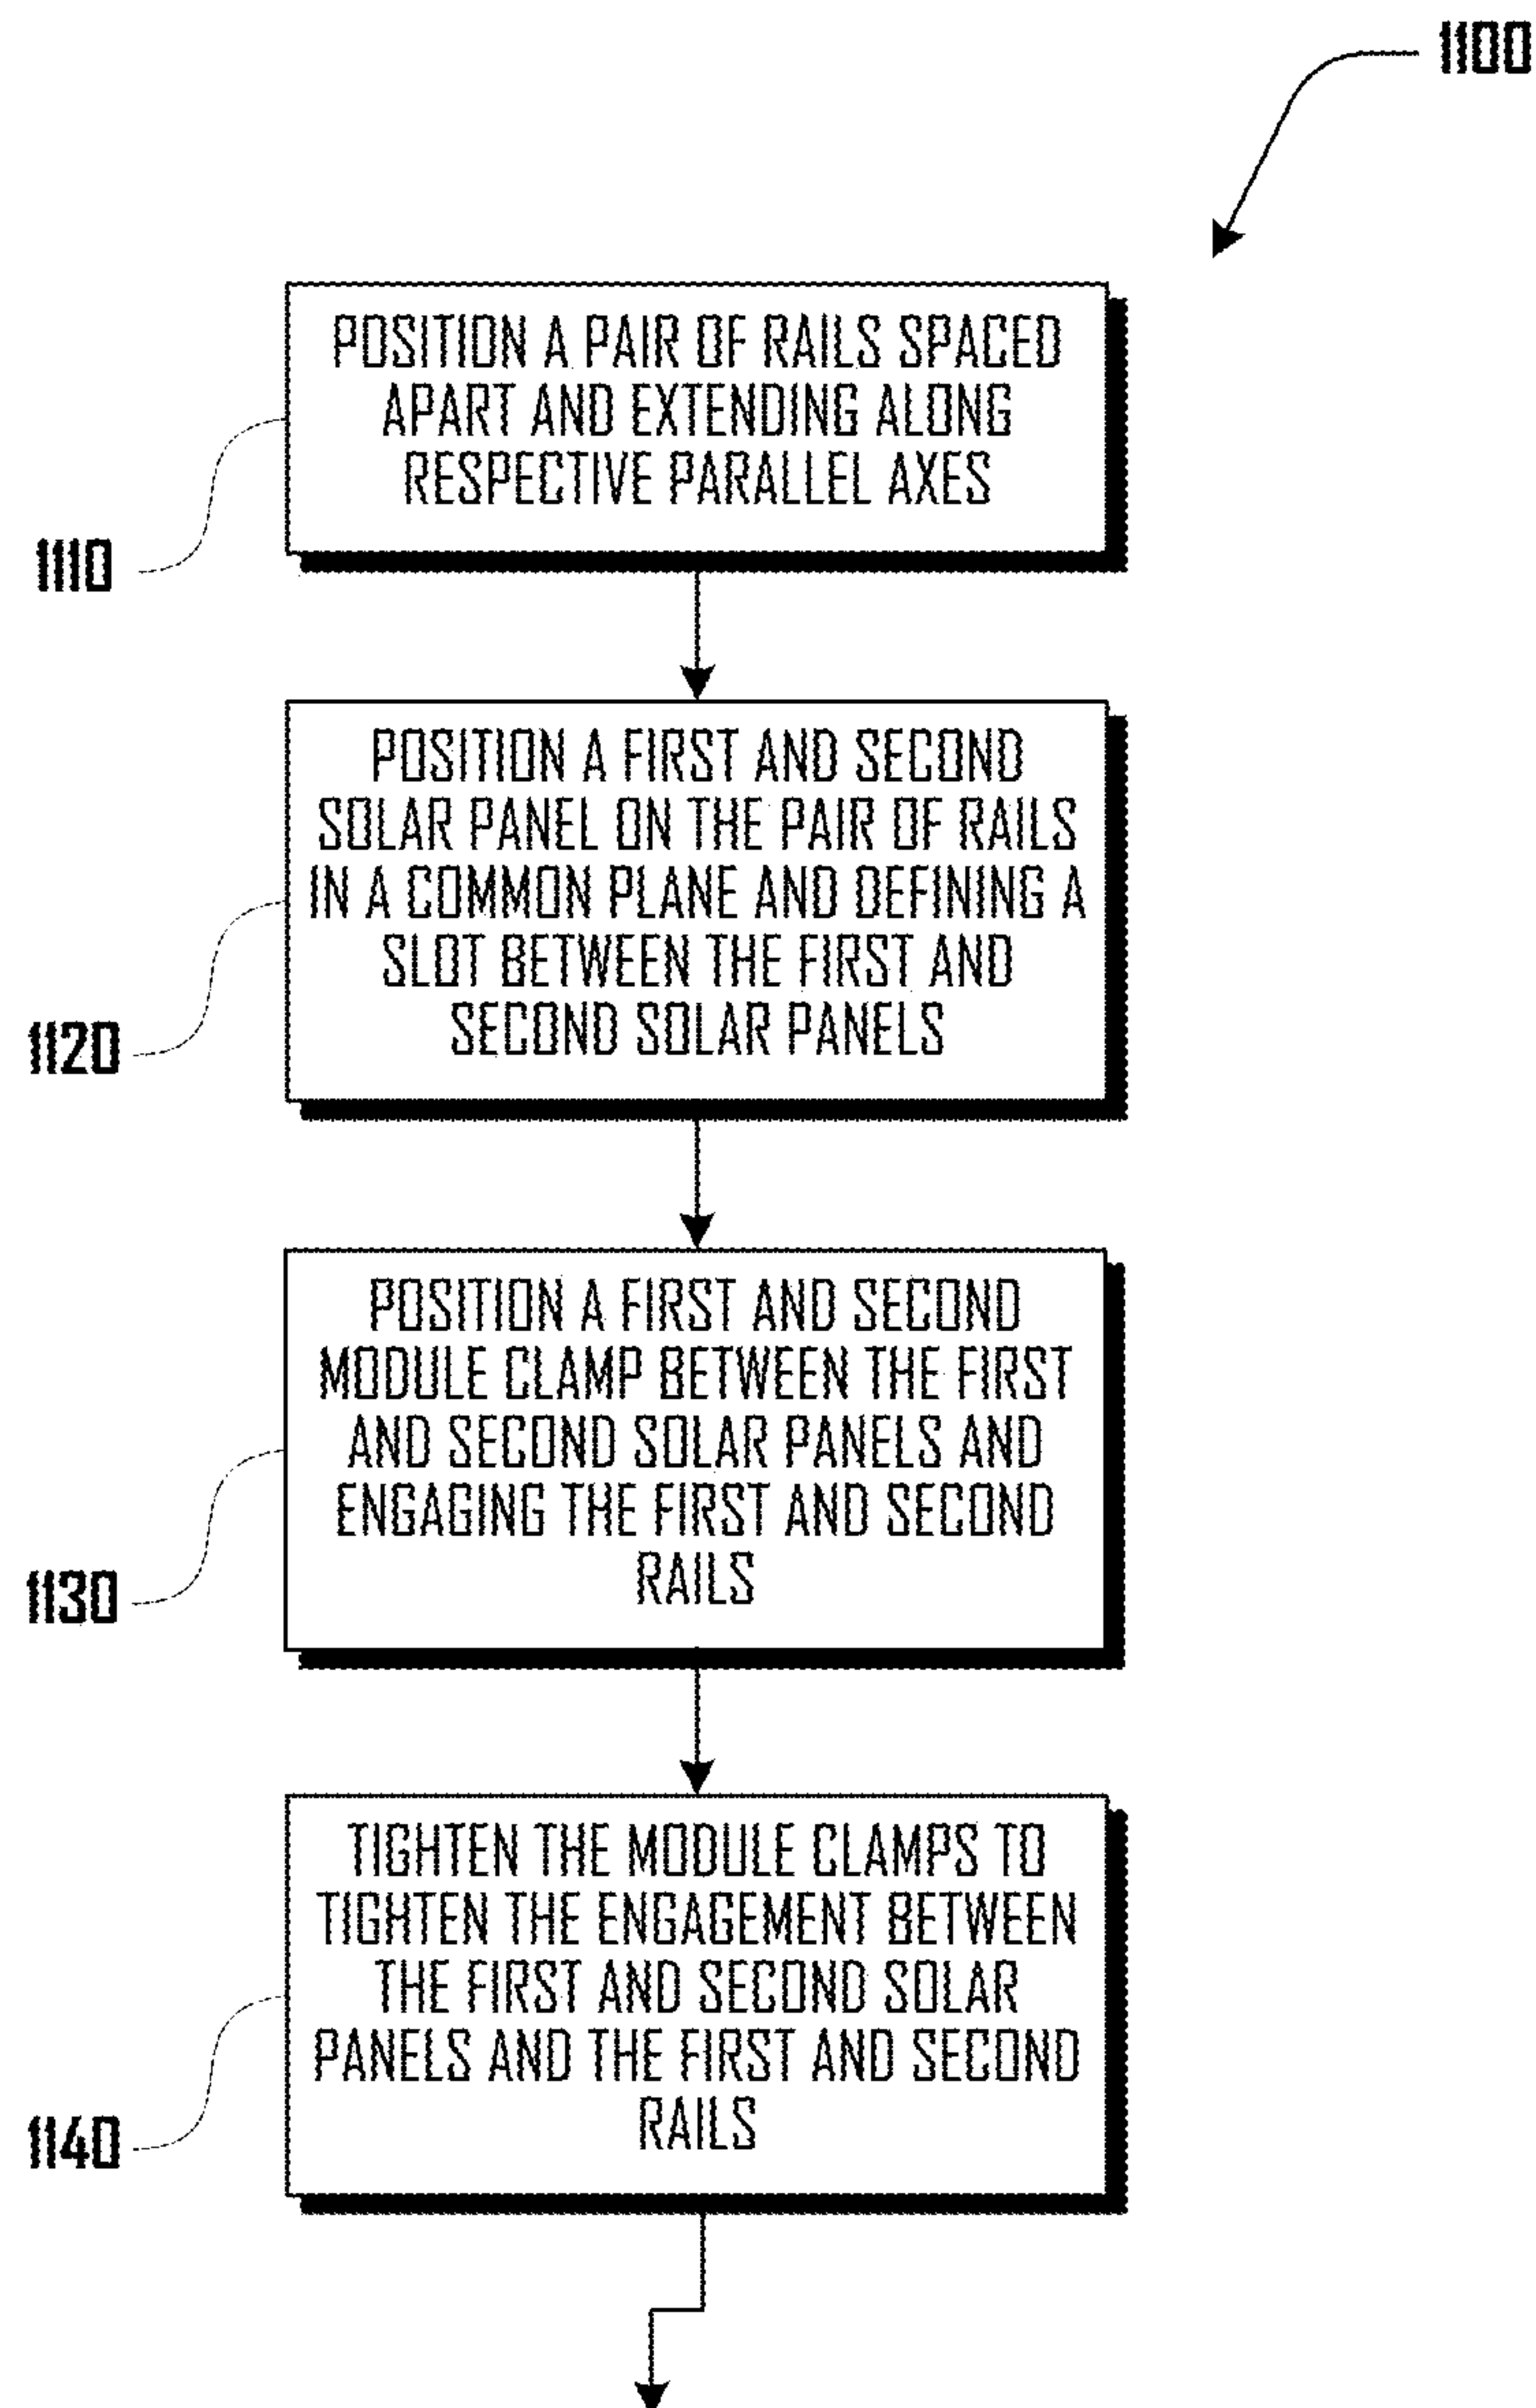 1100
POSITION A PAIR OF RAILS SPACED
APART AND EXTENDING ALONG
RESPECTIVE PARALLEL AXES
1110
POSITION A FIRST AND SECOND
SOLAR PANEL ON THE PAIR OF RAILS
IN A COMMON PLANE AND DEFINING A
SLOT BETWEEN THE FIRST AND
SECOND SOLAR PANELS
1120
POSITION A FIRST AND SECOND
MODULE CLAMP BETWEEN THE FIRST
AND SECOND SOLAR PANELS AND
ENGAGING THE FIRST AND SECOND
RAILS
1130
TIGHTEN THE MODULE CLAMPS TO
TIGHTEN THE ENGAGEMENT BETWEEN
THE FIRST AND SECOND SOLAR
PANELS AND THE FIRST AND SECOND
RAILS
1140